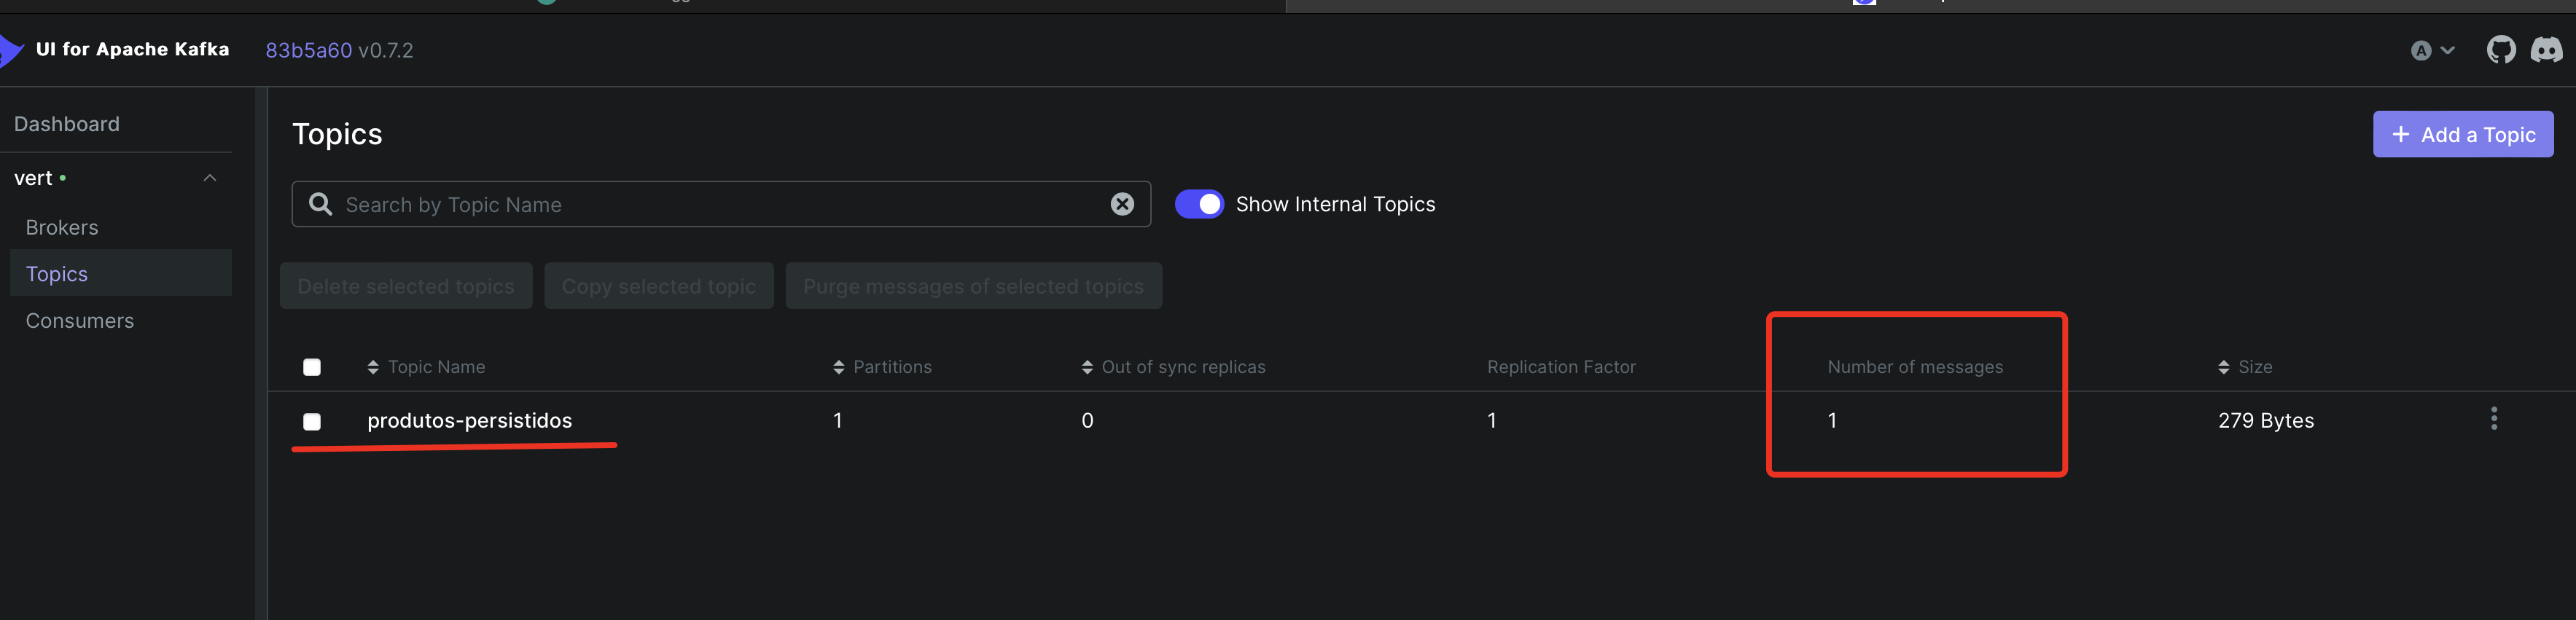 UI for Apache Kafka 83b5a60 v0.7.2 A
Dashboard
vert
Brokers
Topics
Consumers
Topics
Add a Topic
Search by Topic Name
Show Internal Topics
Delete selected topics Copy selected topic Purge messages of selected topics
Topic Name Partitions Out of sync replicas Replication Factor Number of messages Size
produtos-persistidos 1 0 1 1 279 Bytes